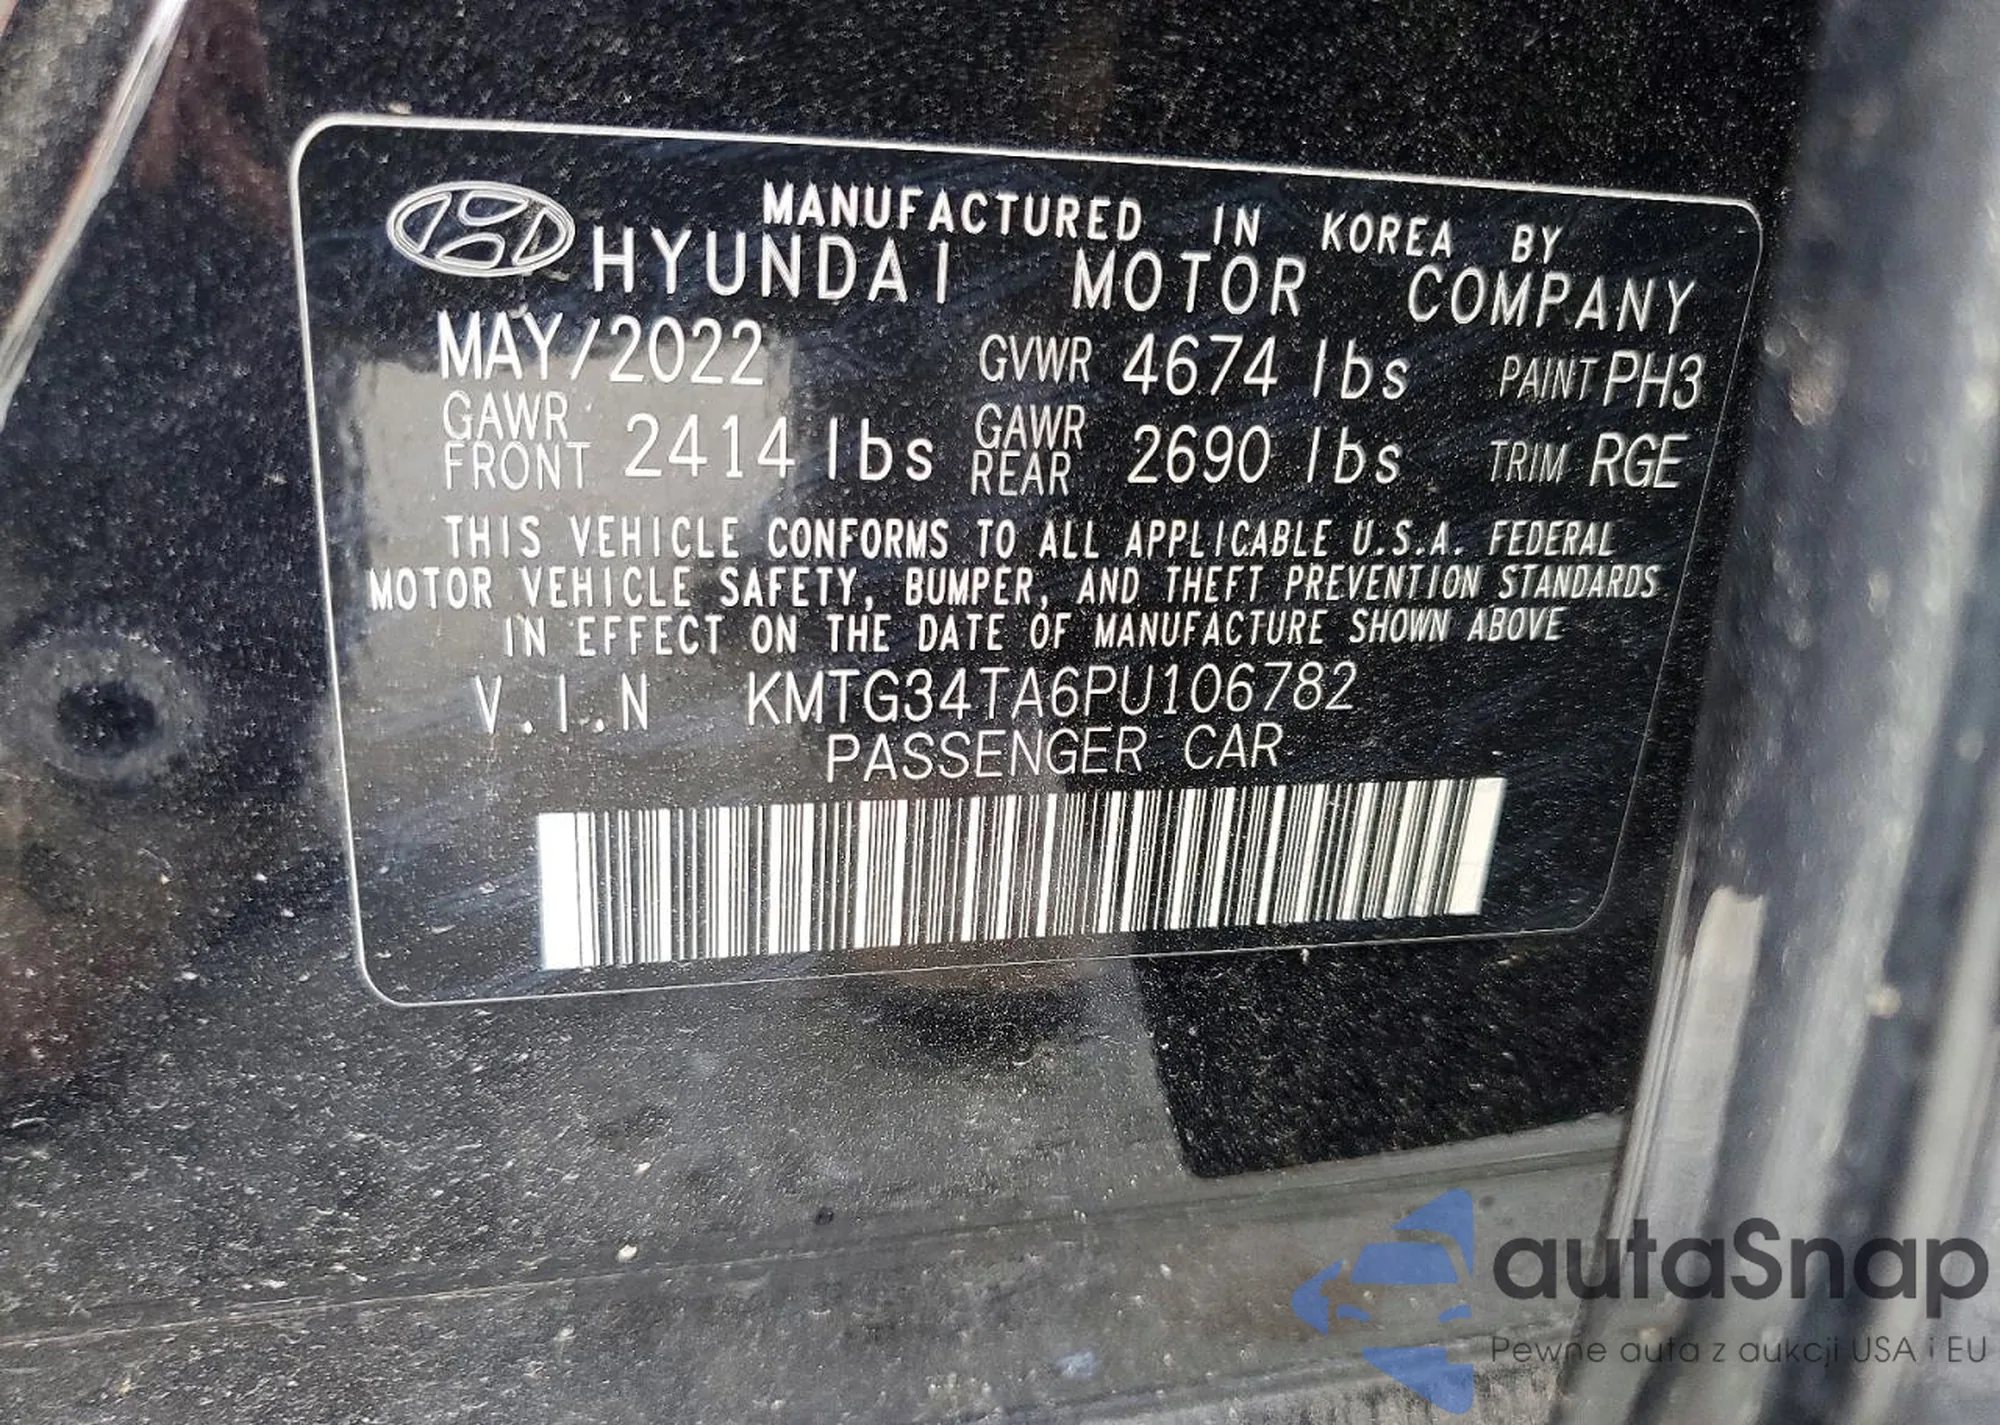 MANUFACTURED IN KOREA BY
HYUNDAI MOTOR COMPANY
MAY/2022 GVWR 4674 lbs PAINT PH3
GAWR FRONT 2414 lbs GAWR REAR 2690 lbs TRIM RGE
THIS VEHICLE CONFORMS TO ALL APPLICABLE U.S.A. FEDERAL
MOTOR VEHICLE SAFETY, BUMPER, AND THEFT PREVENTION STANDARDS
IN EFFECT ON THE DATE OF MANUFACTURE SHOWN ABOVE
V.I.N KMTG34TA6PU106782
PASSENGER CAR
autaSnap
Pewne auta z aukcji USA i EU